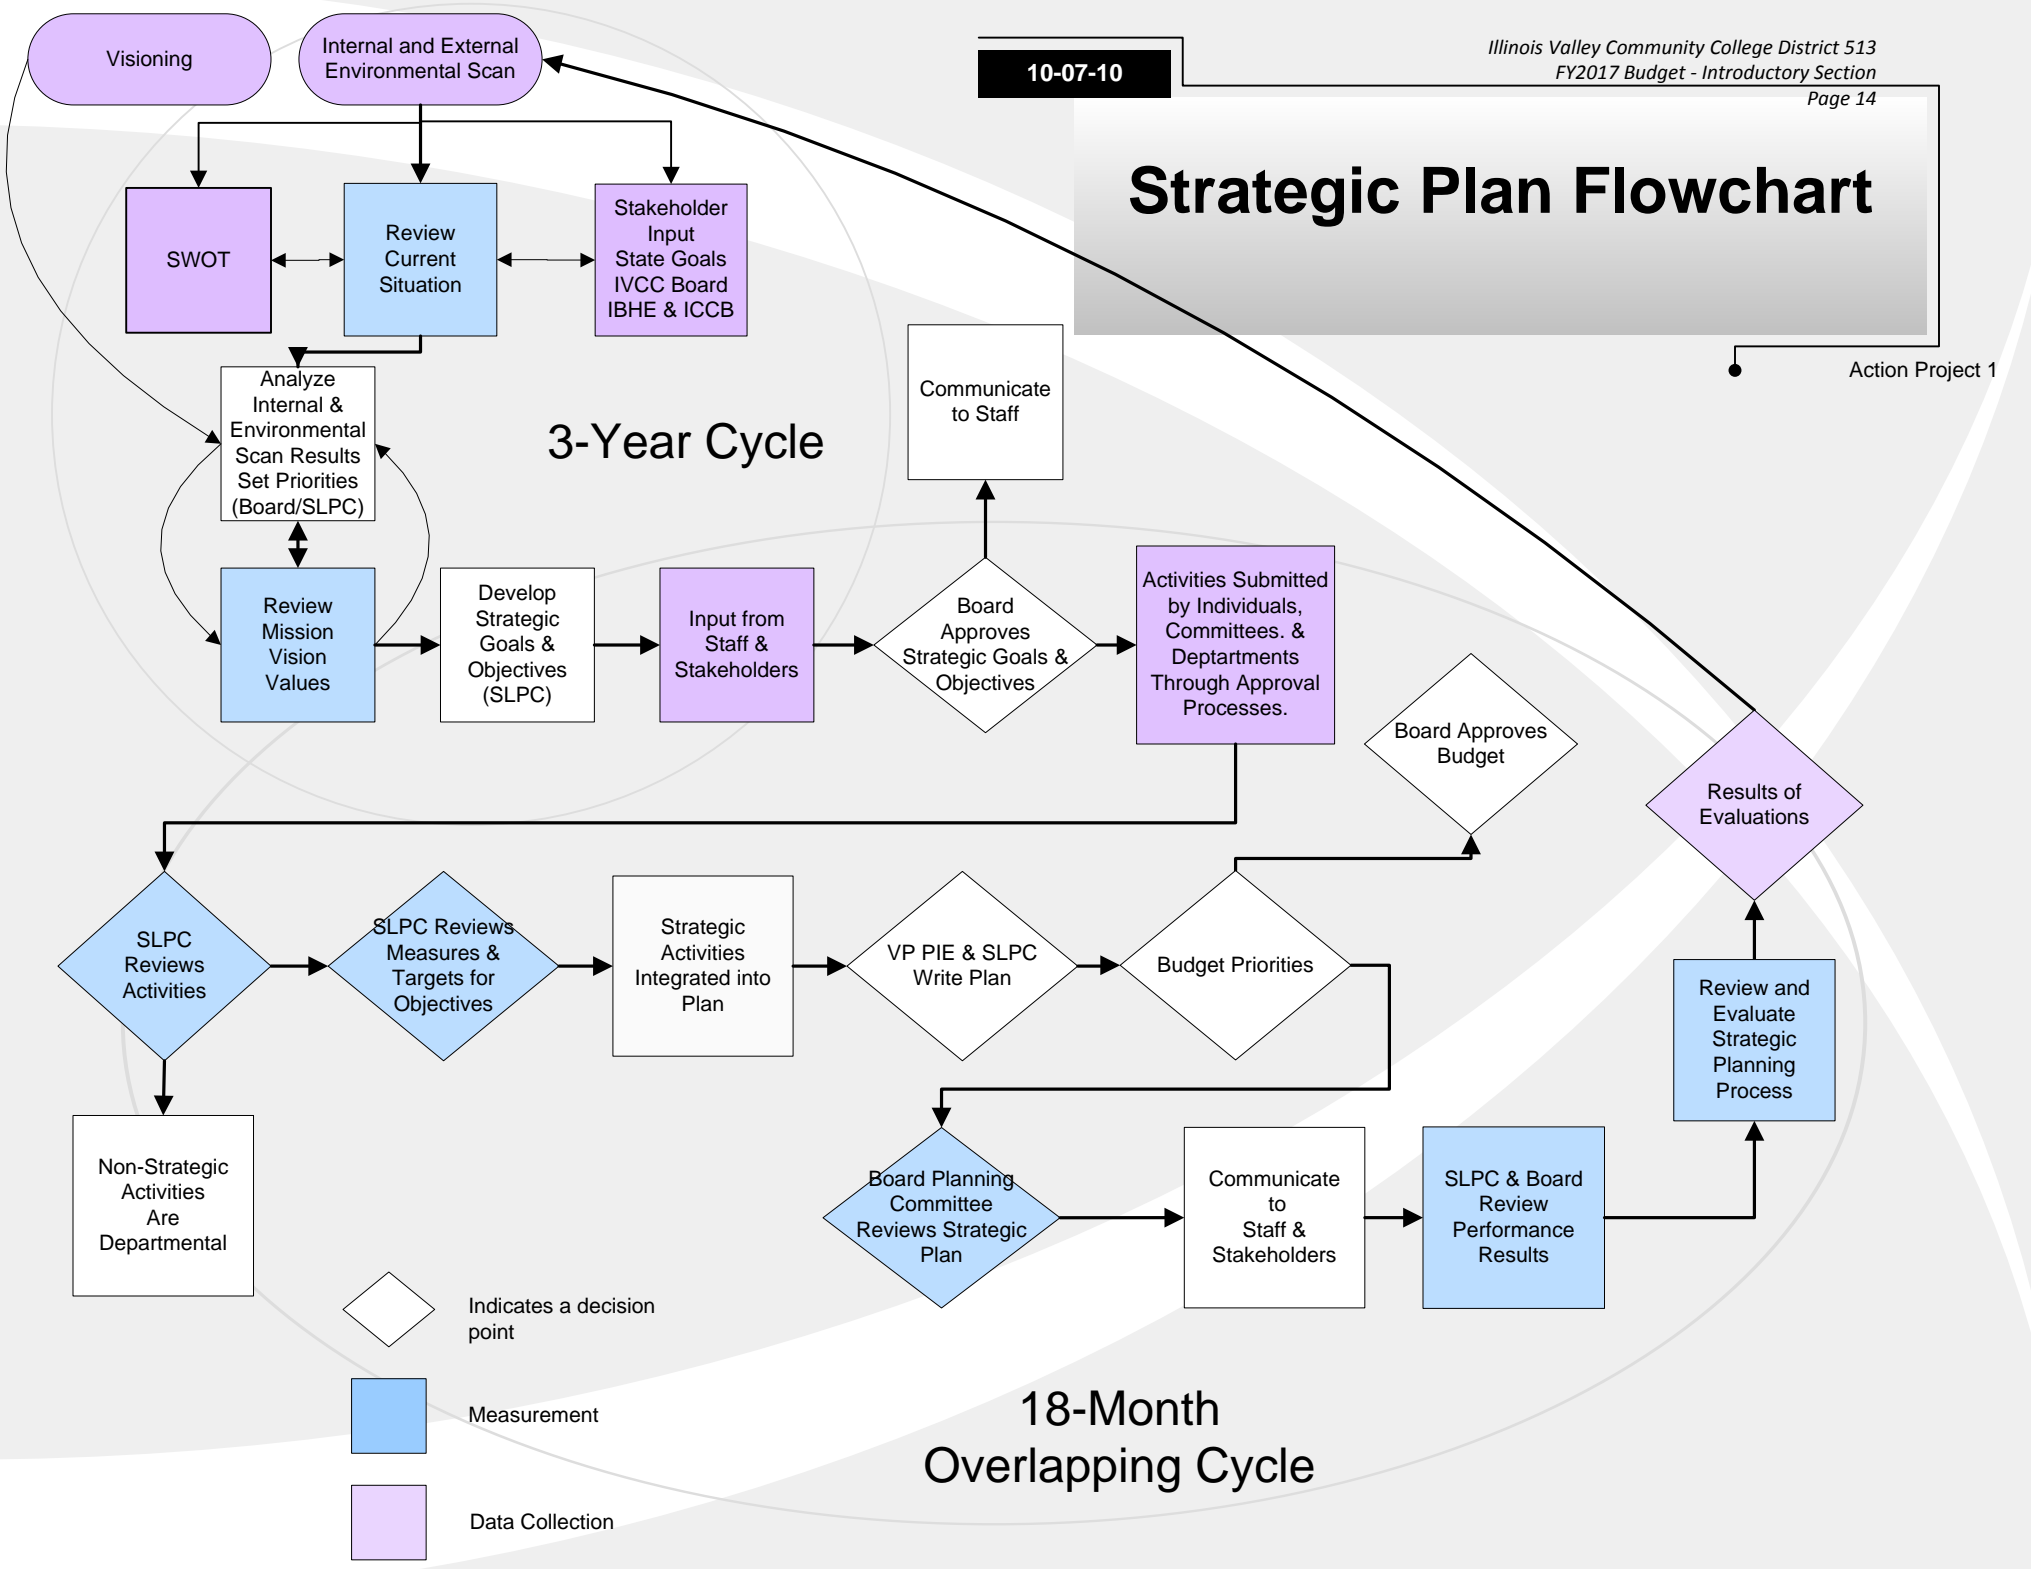 Visioning
Internal and External
Environmental Scan
10-07-10
Illinois Valley Community College District 513
FY2017 Budget - Introductory Section
Page 14
Strategic Plan Flowchart
Action Project 1
SWOT
Review
Current
Situation
Stakeholder
Input
State Goals
IVCC Board
IBHE & ICCB
Analyze
Internal &
Environmental
Scan Results
Set Priorities
(Board/SLPC)
3-Year Cycle
Communicate
to Staff
Review
Mission
Vision
Values
Develop
Strategic
Goals &
Objectives
(SLPC)
Input from
Staff &
Stakeholders
Board
Approves
Strategic Goals &
Objectives
Activities Submitted
by Individuals,
Committees. &
Deptartments
Through Approval
Processes.
Board Approves
Budget
Results of
Evaluations
SLPC
Reviews
Activities
SLPC Reviews
Measures &
Targets for
Objectives
Strategic
Activities
Integrated into
Plan
VP PIE & SLPC
Write Plan
Budget Priorities
Review and
Evaluate
Strategic
Planning
Process
Non-Strategic
Activities
Are
Departmental
Board Planning
Committee
Reviews Strategic
Plan
Communicate
to
Staff &
Stakeholders
SLPC & Board
Review
Performance
Results
Indicates a decision
point
Measurement
Data Collection
18-Month
Overlapping Cycle